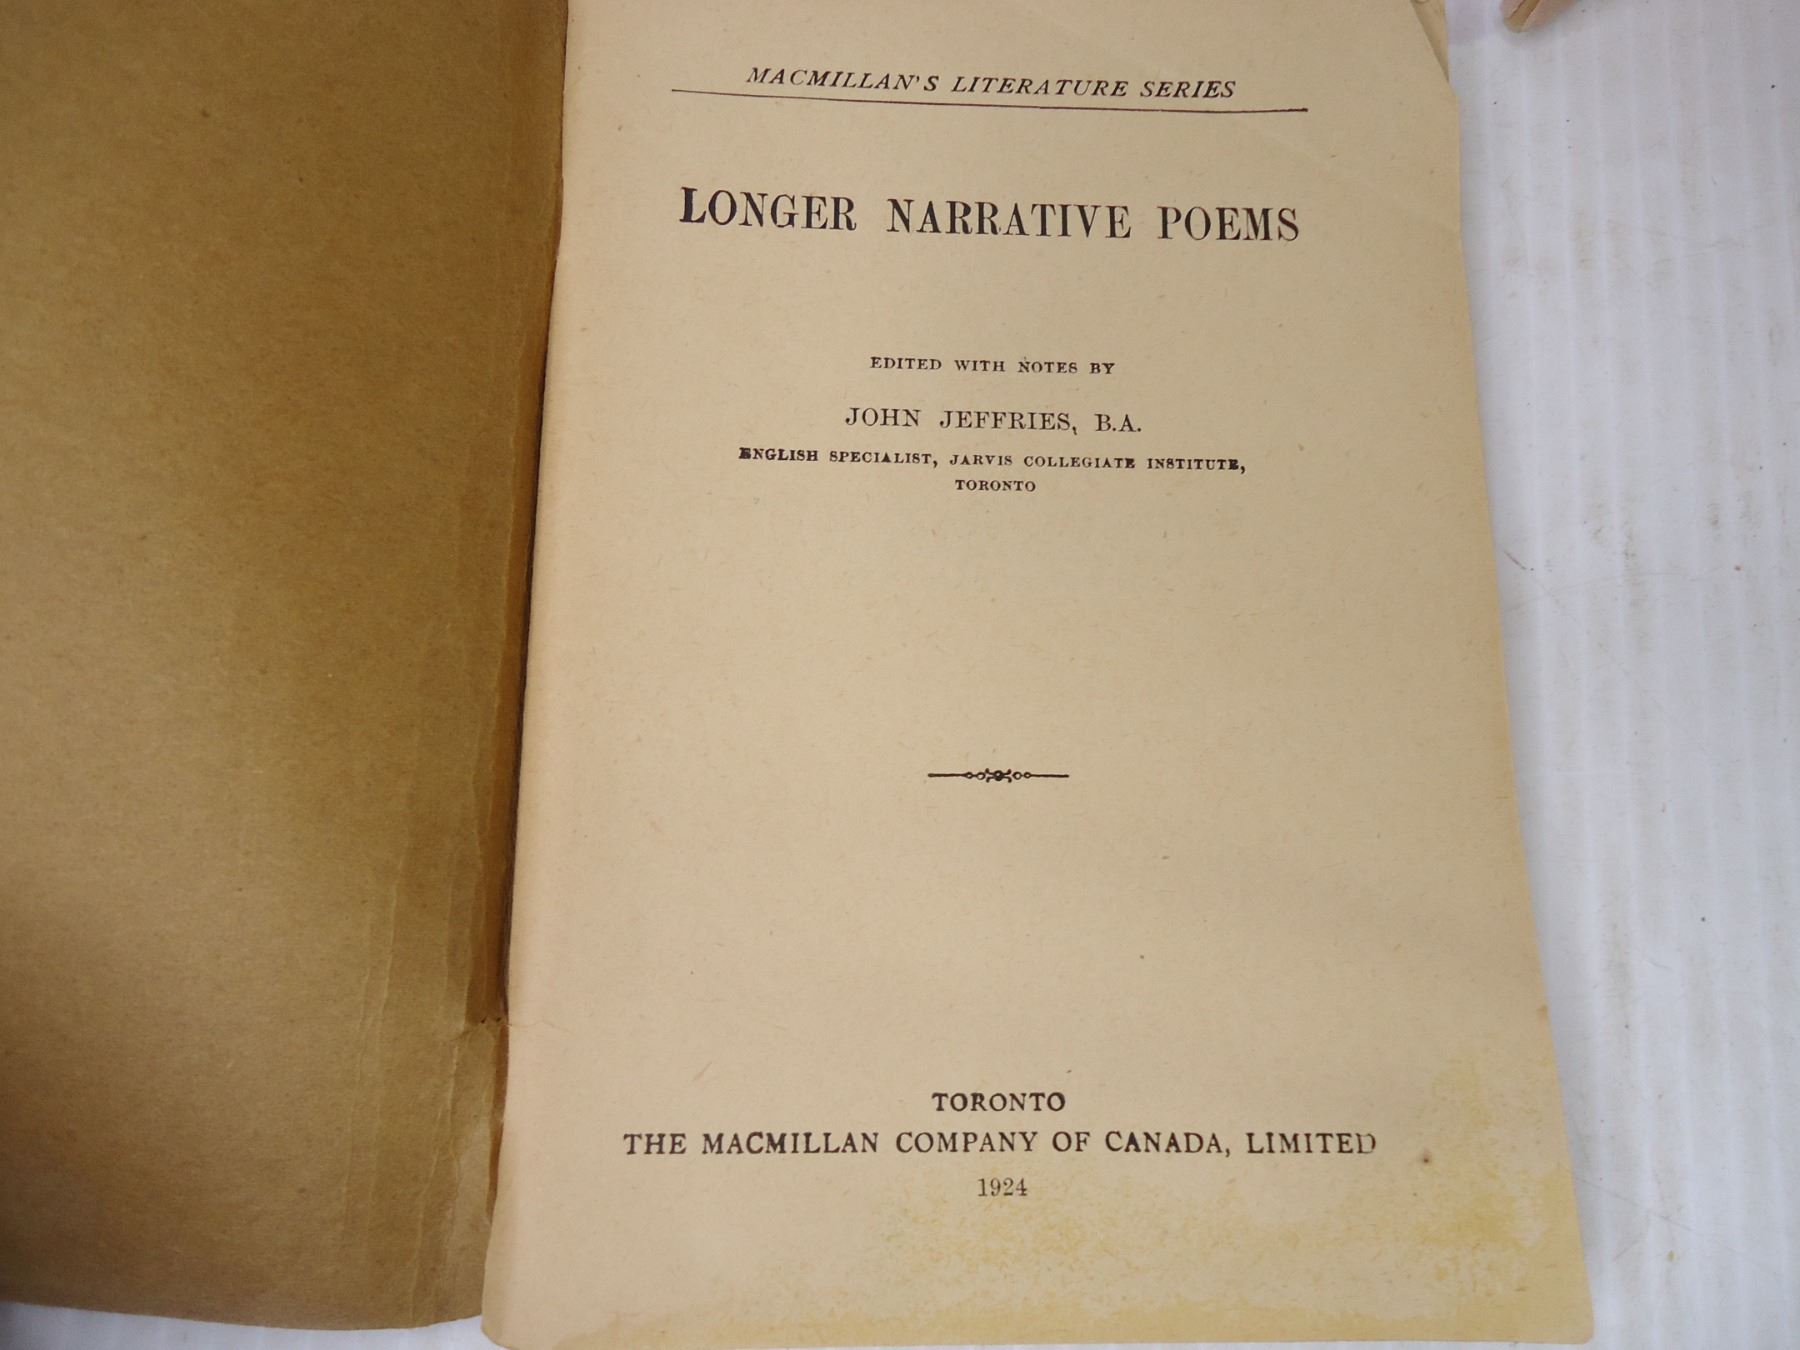 MACMILLAN'S LITERATURE SERIES
LONGER NARRATIVE POEMS
EDITED WITH NOTES BY
JOHN JEFFRIES, B.A.
ENGLISH SPECIALIST, JARVIS COLLEGIATE INSTITUTE,
TORONTO
TORONTO
THE MACMILLAN COMPANY OF CANADA, LIMITED
1924